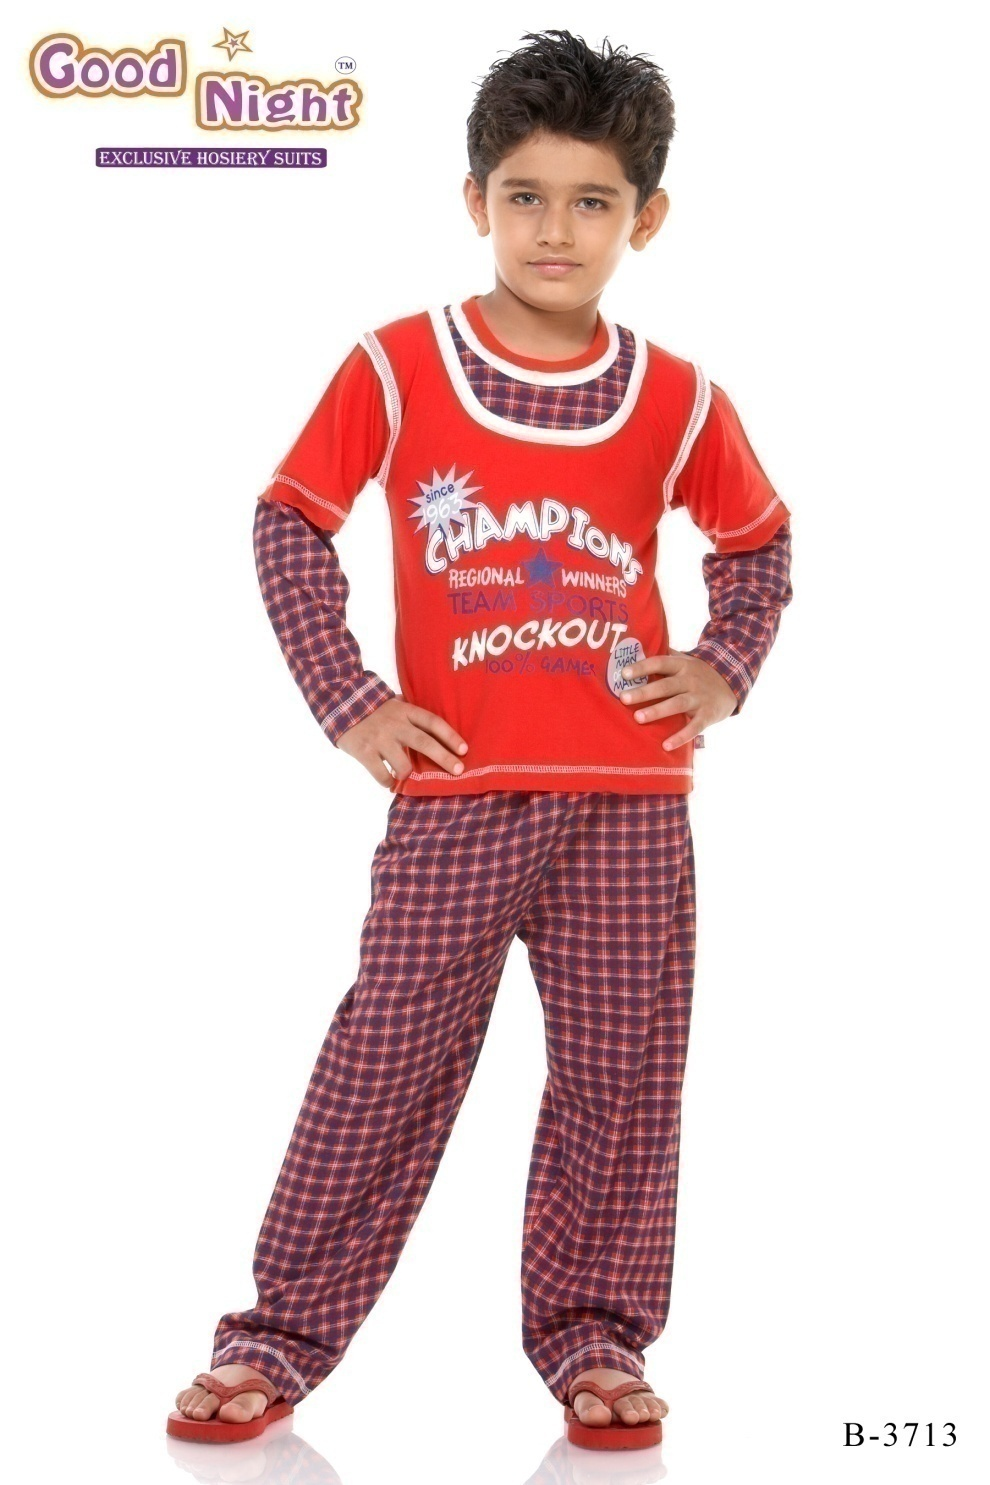 Good
Night
TM
EXCLUSIVE HOSIERY SUITS
since
1963
CHAMPIONS
REGIONAL WINNERS
TEAM SPORTS
KNOCKOUT
100% GAMES
LITTLE
MAN
MATCH
B-3713